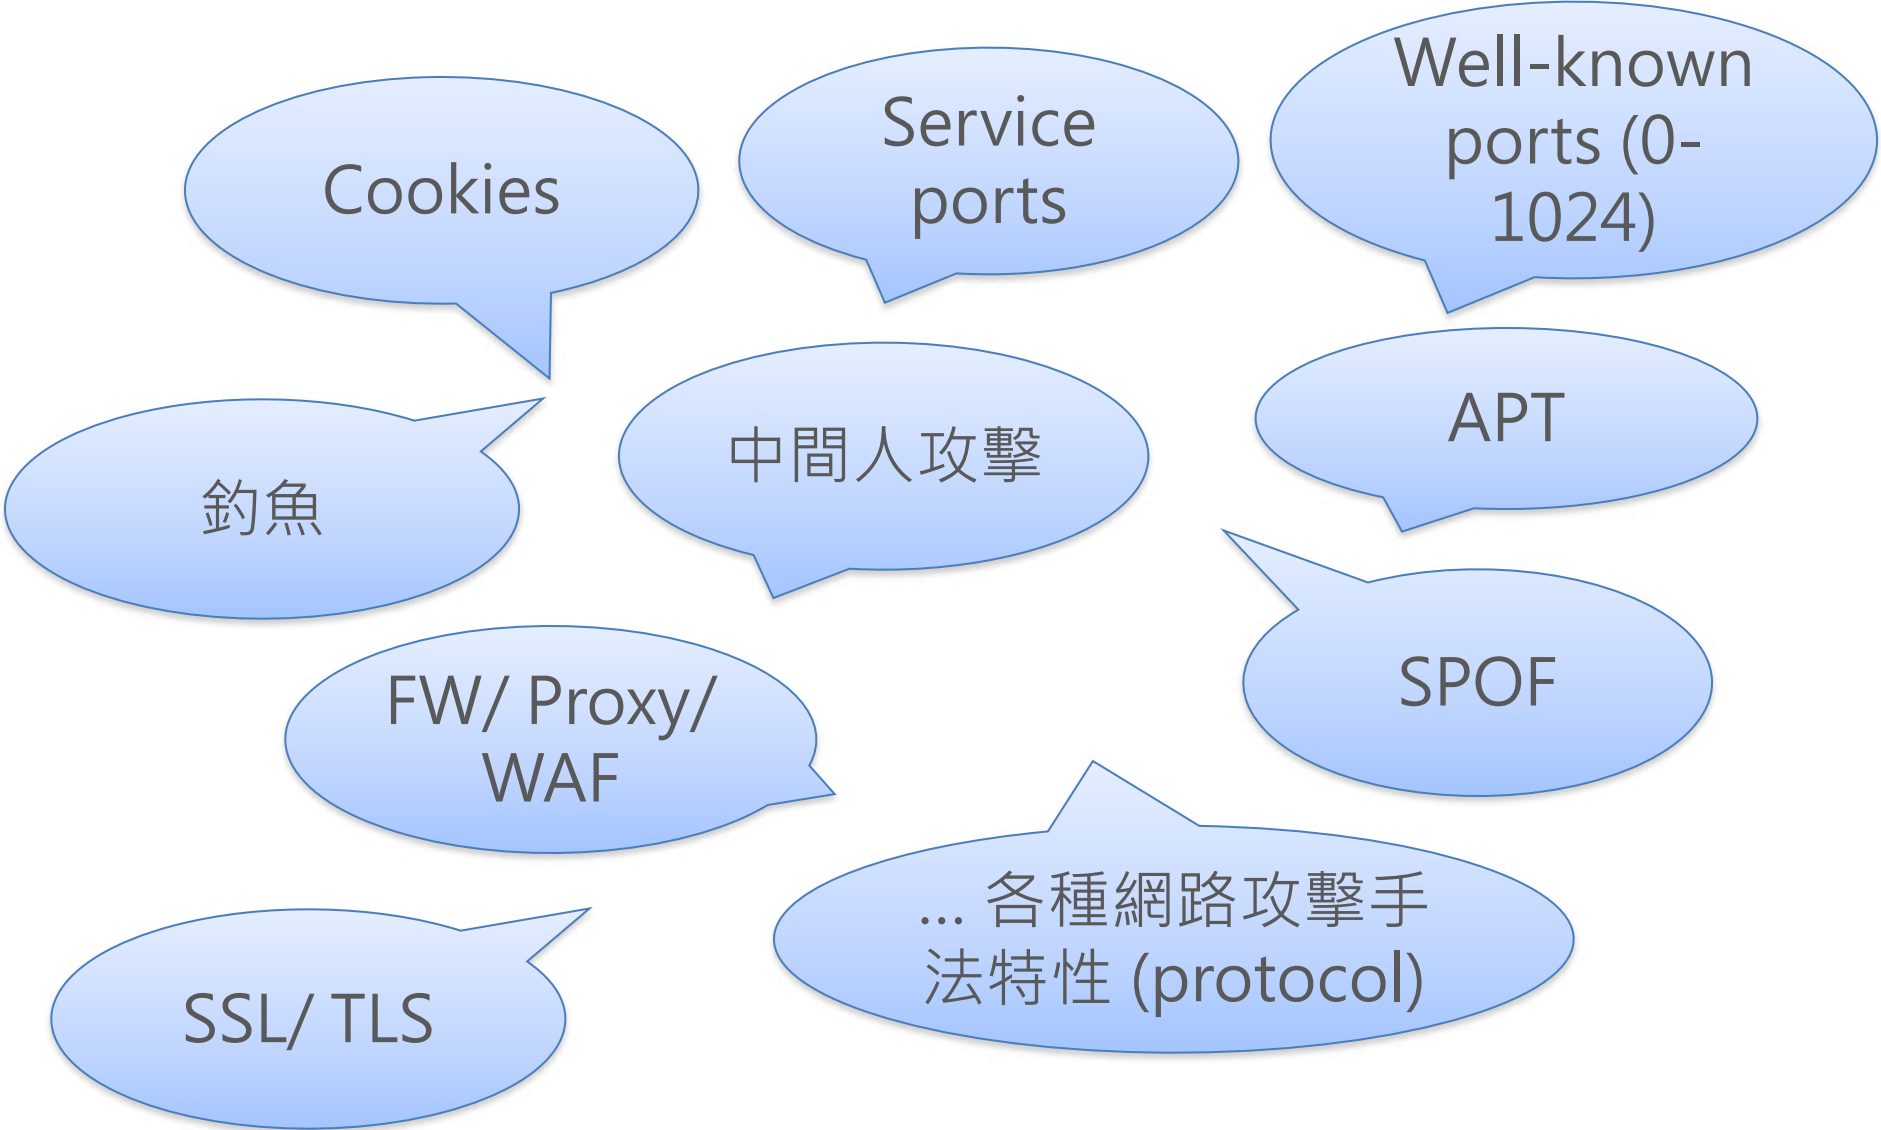 Cookies
Service
ports
Well-known
ports (0-
1024)
釣魚
中間人攻擊
APT
FW/ Proxy/
WAF
SPOF
... 各種網路攻擊手
法特性 (protocol)
SSL/ TLS